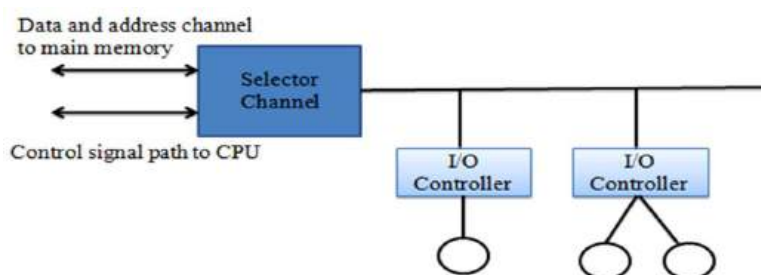 Data and address channel
to main memory
Selector
Channel
Control signal path to CPU
I/O
Controller
I/O
Controller